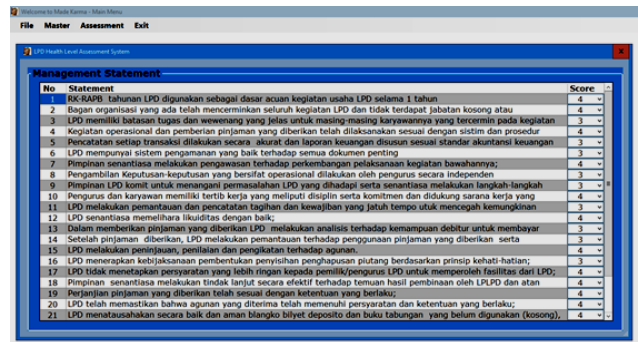 Welcome to Made Karma - Main Menu
File Master Assessment Exit
LPD Health Level Assessment System
Management Statement
No Statement Score
1 RK-RAPB tahunan LPD digunakan sebagai dasar acuan kegiatan usaha LPD selama 1 tahun 4
2 Bagan organisasi yang ada telah mencerminkan seluruh kegiatan LPD dan tidak terdapat jabatan kosong atau 4
3 LPD memiliki batasan tugas dan wewenang yang jelas untuk masing-masing karyawannya yang tercermin pada kegiatan 3
4 Kegiatan operasional dan pemberian pinjaman yang diberikan telah dilaksanakan sesuai dengan sistim dan prosedur 4
5 Pencatatan setiap transaksi dilakukan secara akurat dan laporan keuangan disusun sesuai standar akuntansi keuangan 3
6 LPD mempunyai sistem pengamanan yang baik terhadap semua dokumen penting 3
7 Pimpinan senantiasa melakukan pengawasan terhadap perkembangan pelaksanaan kegiatan bawahannya; 4
8 Pengambilan Keputusan-keputusan yang bersifat operasional dilakukan oleh pengurus secara independen 3
9 Pimpinan LPD komit untuk menangani permasalahan LPD yang dihadapi serta senantiasa melakukan langkah-langkah 3
10 Pengurus dan karyawan memiliki tertib kerja yang meliputi disiplin serta komitmen dan didukung sarana kerja yang 4
11 LPD melakukan pemantauan dan pencatatan tagihan dan kewajiban yang jatuh tempo utuk mencegah kemungkinan 3
12 LPD senantiasa memelihara likuiditas dengan baik; 4
13 Dalam memberikan pinjaman yang diberikan LPD melakukan analisis terhadap kemampuan debitur untuk membayar 3
14 Setelah pinjaman diberikan, LPD melakukan pemantauan terhadap penggunaan pinjaman yang diberikan serta 3
15 LPD melakukan peninjauan, penilaian dan pengikatan terhadap agunan. 4
16 LPD menerapkan kebijaksanaan pembentukan penyisihan penghapusan piutang berdasarkan prinsip kehati-hatian; 3
17 LPD tidak menetapkan persyaratan yang lebih ringan kepada pemilik/pengurus LPD untuk memperoleh fasilitas dari LPD; 4
18 Pimpinan senantiasa melakukan tindak lanjut secara efektif terhadap temuan hasil pembinaan oleh LPLPD dan atan 4
19 Perjanjian pinjaman yang diberikan telah sesuai dengan ketentuan yang berlaku; 4
20 LPD telah memastikan bahwa agunan yang diterima telah memenuhi persyaratan dan ketentuan yang berlaku; 4
21 LPD menatausahakan secara baik dan aman blangko bilyet deposito dan buku tabungan yang belum digunakan (kosong), 4